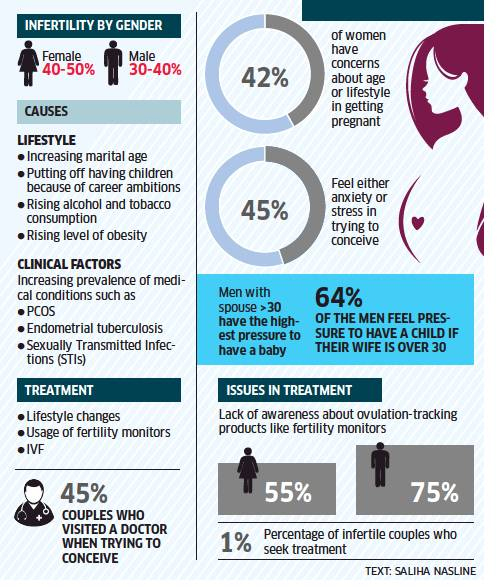 INFERTILITY BY GENDER
Female
40-50%
Male
30-40%
CAUSES
LIFESTYLE
● Increasing marital age
● Putting off having children
because of career ambitions
● Rising alcohol and tobacco
consumption
● Rising level of obesity
CLINICAL FACTORS
Increasing prevalence of medi-
cal conditions such as
● PCOS
● Endometrial tuberculosis
● Sexually Transmitted Infec-
tions (STIs)
TREATMENT
● Lifestyle changes
● Usage of fertility monitors
● IVF
45%
COUPLES WHO
VISITED A DOCTOR
WHEN TRYING TO
CONCEIVE
42%
of women
have
concerns
about age
or lifestyle
in getting
pregnant
45%
Feel either
anxiety or
stress in
trying to
conceive
Men with
spouse >30
have the high-
est pressure to
have a baby
64%
OF THE MEN FEEL PRES-
SURE TO HAVE A CHILD IF
THEIR WIFE IS OVER 30
ISSUES IN TREATMENT
Lack of awareness about ovulation-tracking
products like fertility monitors
55%
75%
1%
Percentage of infertile couples who
seek treatment
TEXT: SALIHA NASLINE